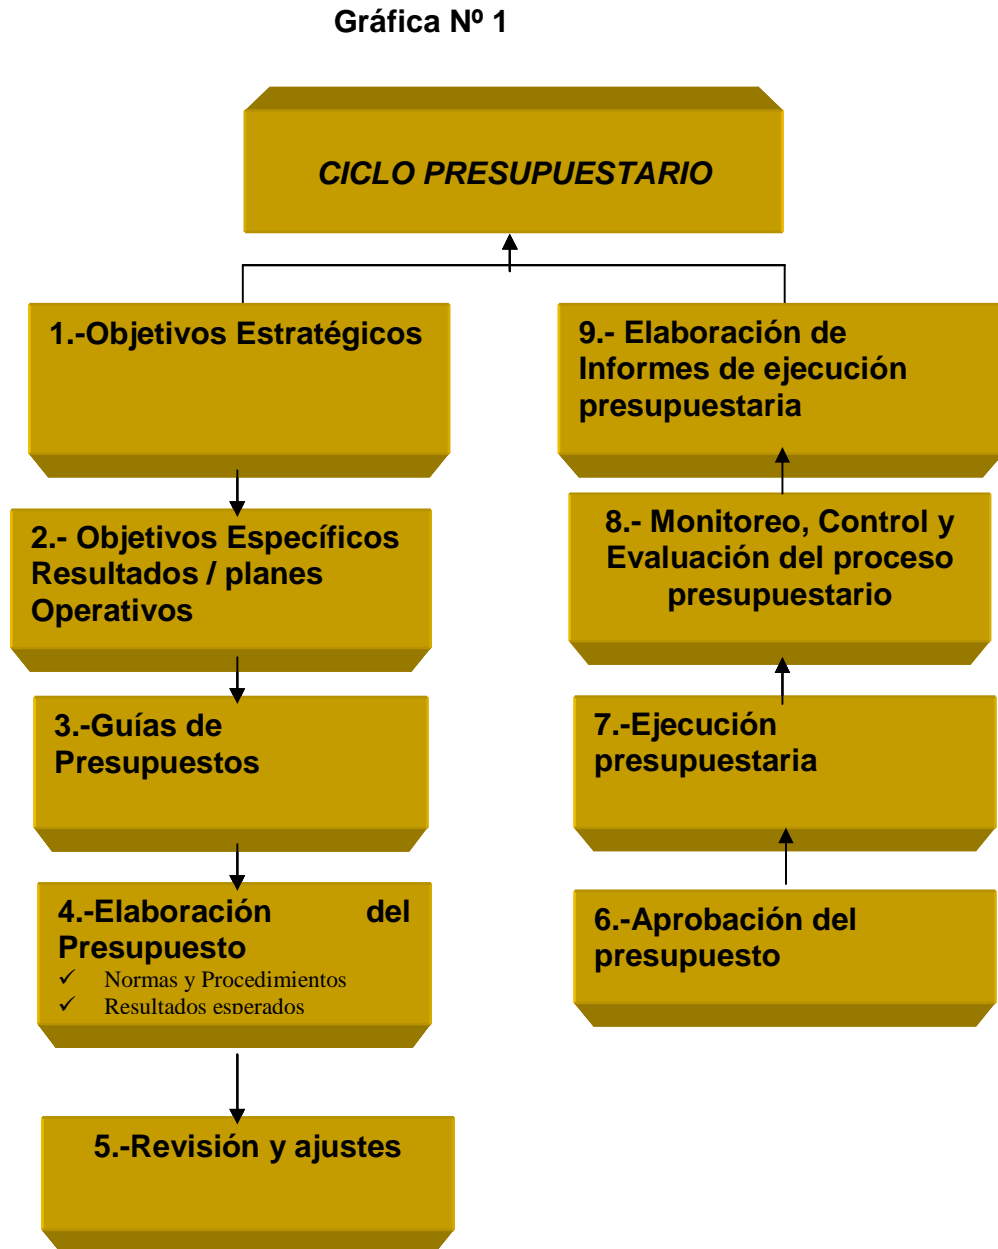 Gráfica Nº 1
CICLO PRESUPUESTARIO
1.-Objetivos Estratégicos
2.- Objetivos Específicos
Resultados / planes
Operativos
3.-Guías de
Presupuestos
4.-Elaboración del
Presupuesto
✓ Normas y Procedimientos
✓ Resultados esperados
5.-Revisión y ajustes
9.- Elaboración de
Informes de ejecución
presupuestaria
8.- Monitoreo, Control y
Evaluación del proceso
presupuestario
7.-Ejecución
presupuestaria
6.-Aprobación del
presupuesto